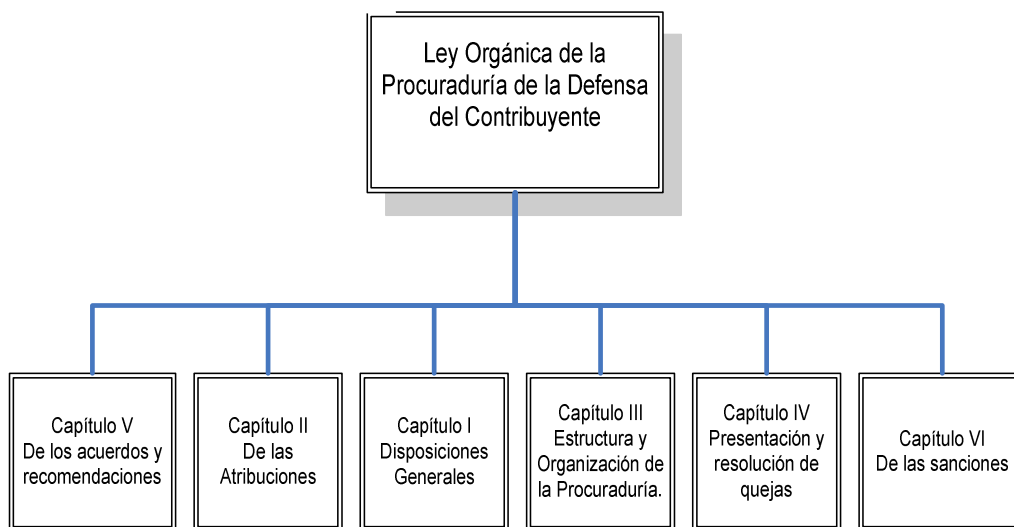 Ley Orgánica de la
Procuraduría de la Defensa
del Contribuyente
Capítulo V
De los acuerdos y
recomendaciones
Capítulo II
De las
Atribuciones
Capítulo I
Disposiciones
Generales
Capítulo III
Estructura y
Organización de
la Procuraduría.
Capítulo IV
Presentación y
resolución de
quejas
Capítulo VI
De las sanciones